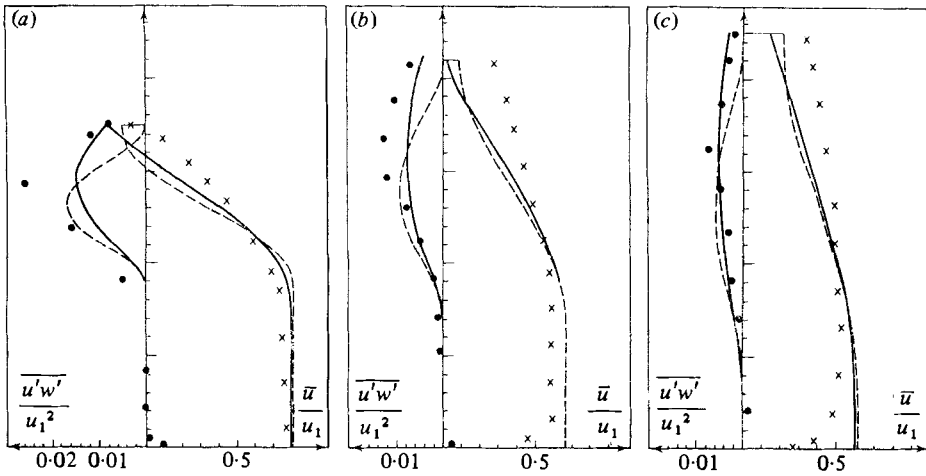 (a)
(b)
(c)
u'w'
u₁²
ū
u₁
u'w'
u₁²
ū
u₁
u'w'
u₁²
ū
u₁
0·02 0·01 0·5
0·01 0·5
0·01 0·5